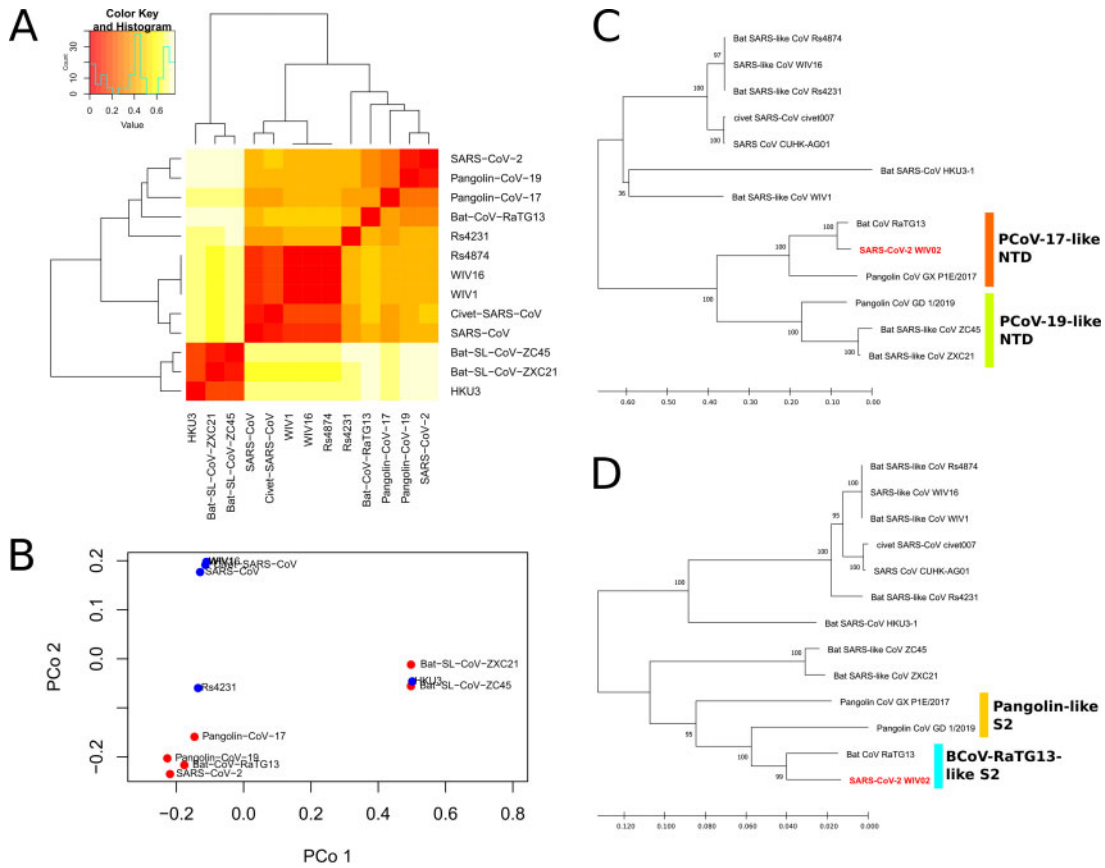 A
Color Key
and Histogram
Count
0 10 20 30 40
0 0.2 0.4 0.6
Value
SARS-CoV-2
Pangolin-CoV-19
Pangolin-CoV-17
Bat-CoV-RaTG13
Rs4231
Rs4874
WIV16
WIV1
Civet-SARS-CoV
SARS-CoV
Bat-SL-CoV-ZC45
Bat-SL-CoV-ZXC21
HKU3
HKU3
Bat-SL-CoV-ZXC21
Bat-SL-CoV-ZC45
SARS-CoV
Civet-SARS-CoV
WIV1
WIV16
Rs4874
Rs4231
Bat-CoV-RaTG13
Pangolin-CoV-17
Pangolin-CoV-19
SARS-CoV-2
B
PCo 2
0.2
0.1
0.0
−0.2
WIV16
Civet-SARS-CoV
SARS-CoV
Bat-SL-CoV-ZXC21
HKU3
Bat-SL-CoV-ZC45
Rs4231
Pangolin-CoV-17
Pangolin-CoV-19
Bat-CoV-RaTG13
SARS-CoV-2
−0.2 0.0 0.2 0.4 0.6 0.8
PCo 1
C
Bat SARS-like CoV Rs4874
97
SARS-like CoV WIV16
100
Bat SARS-like CoV Rs4231
civet SARS-CoV civet007
100
SARS CoV CUHK-AG01
Bat SARS-CoV HKU3-1
36
Bat SARS-like CoV WIV1
Bat CoV RaTG13
100
SARS-CoV-2 WIV02
100
Pangolin CoV GX P1E/2017
PCoV-17-like
NTD
100
Pangolin CoV GD 1/2019
100
Bat SARS-like CoV ZC45
100
Bat SARS-like CoV ZXC21
PCoV-19-like
NTD
0.60 0.50 0.40 0.30 0.20 0.10 0.00
D
Bat SARS-like CoV Rs4874
SARS-like CoV WIV16
95
Bat SARS-like CoV WIV1
civet SARS-CoV civet007
100
100
SARS CoV CUHK-AG01
100
Bat SARS-like CoV Rs4231
Bat SARS-CoV HKU3-1
Bat SARS-like CoV ZC45
100
Bat SARS-like CoV ZXC21
Pangolin CoV GX P1E/2017
95
Pangolin CoV GD 1/2019
Pangolin-like
S2
100
Bat CoV RaTG13
99
SARS-CoV-2 WIV02
BCoV-RaTG13-
like S2
0.120 0.100 0.080 0.060 0.040 0.020 0.000